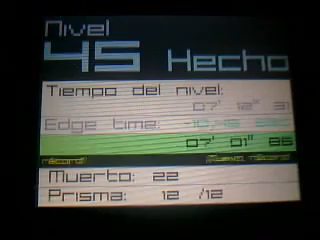 Nivel
45 Hecho
Tiempo del nivel:
07' 12" 31
Edge time:
07' 01" 86
récord! ¡Nuevo récord
Muerto: 22
Prisma: 12 /12